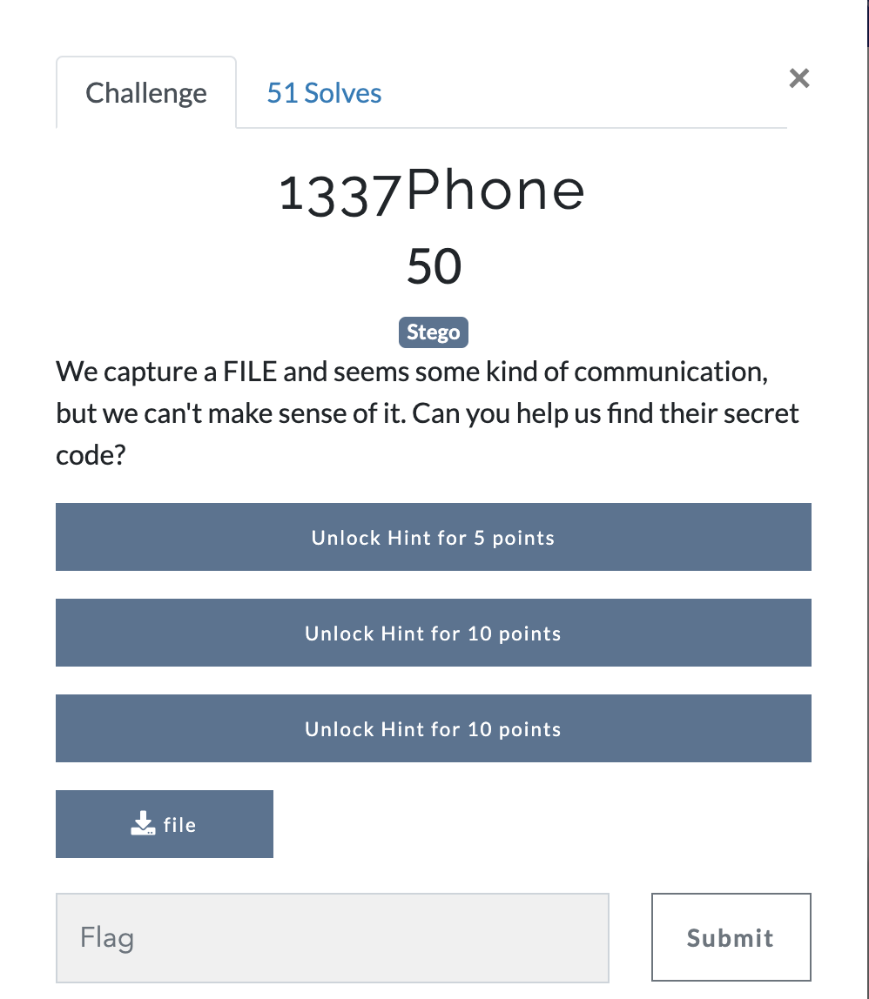 Challenge
51 Solves
×
1337Phone
50
Stego
We capture a FILE and seems some kind of communication,
but we can't make sense of it. Can you help us find their secret
code?
Unlock Hint for 5 points
Unlock Hint for 10 points
Unlock Hint for 10 points
file
Flag
Submit